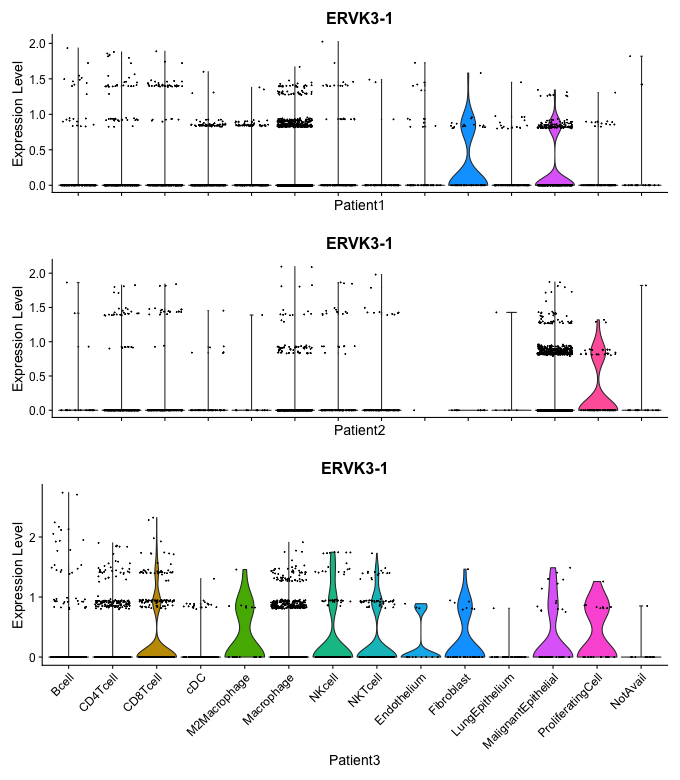 ERVK3-1
Expression Level
2.0
1.5
1.0
0.5
0.0
Patient1
ERVK3-1
Expression Level
2.0
1.5
1.0
0.5
0.0
Patient2
ERVK3-1
Expression Level
2
1
0
Bcell
CD4Tcell
CD8Tcell
cDC
M2Macrophage
Macrophage
NKcell
NKTcell
Endothelium
Fibroblast
LungEpithelium
MalignantEpithelial
ProliferatingCell
NotAvail
Patient3